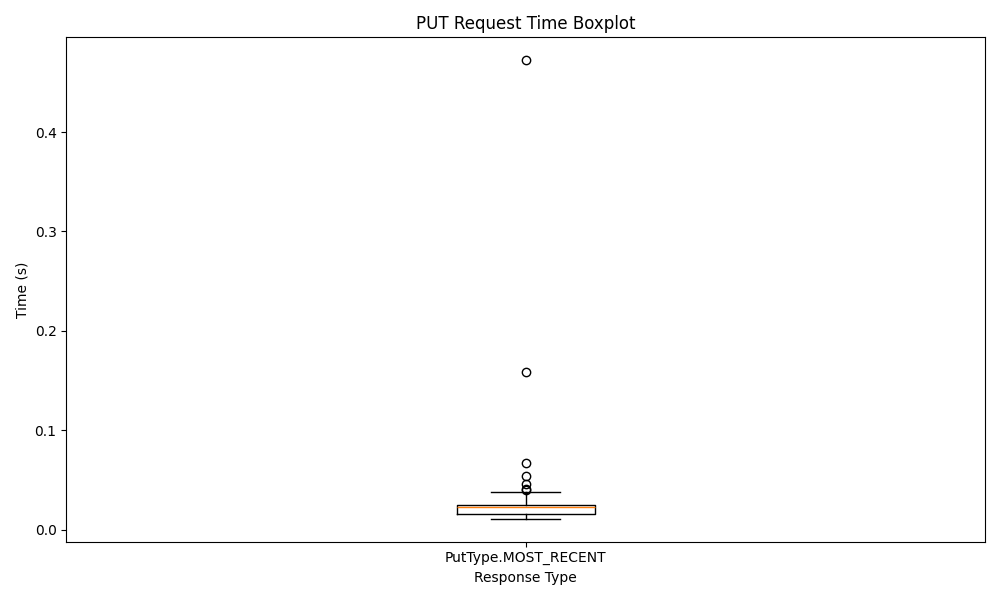 PUT Request Time Boxplot
0.4
0.3
0.2
0.1
0.0
Time (s)
PutType.MOST_RECENT
Response Type